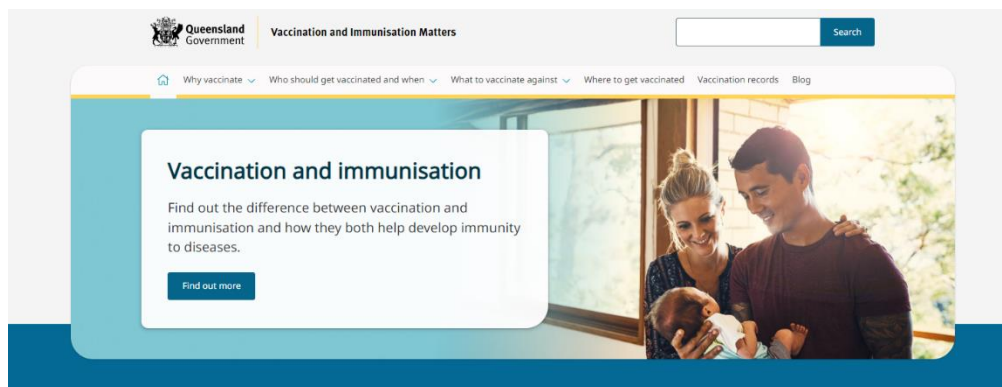 Queensland
Government
Vaccination and Immunisation Matters
Search
Why vaccinate
Who should get vaccinated and when
What to vaccinate against
Where to get vaccinated
Vaccination records
Blog
Vaccination and immunisation
Find out the difference between vaccination and
immunisation and how they both help develop immunity
to diseases.
Find out more